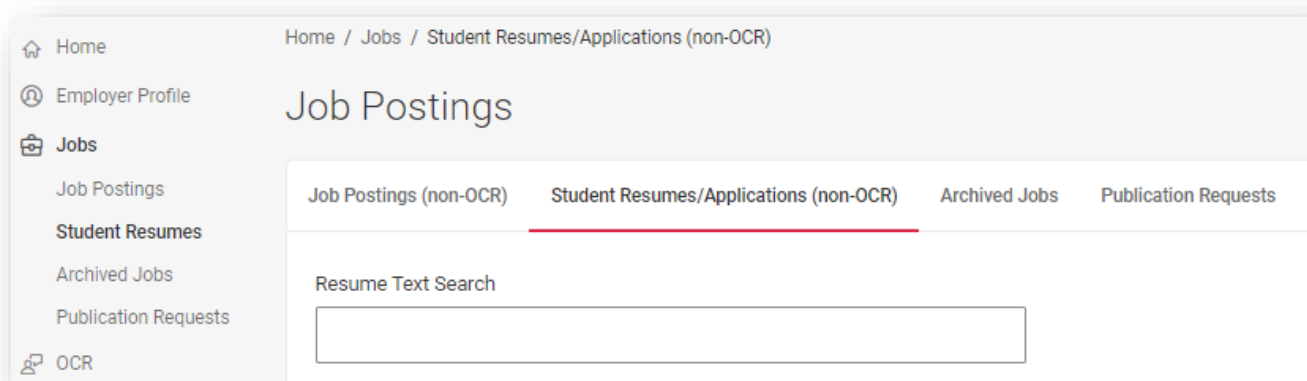 Home
Employer Profile
Jobs
Job Postings
Student Resumes
Archived Jobs
Publication Requests
OCR
Home / Jobs / Student Resumes/Applications (non-OCR)
Job Postings
Job Postings (non-OCR) Student Resumes/Applications (non-OCR) Archived Jobs Publication Requests
Resume Text Search